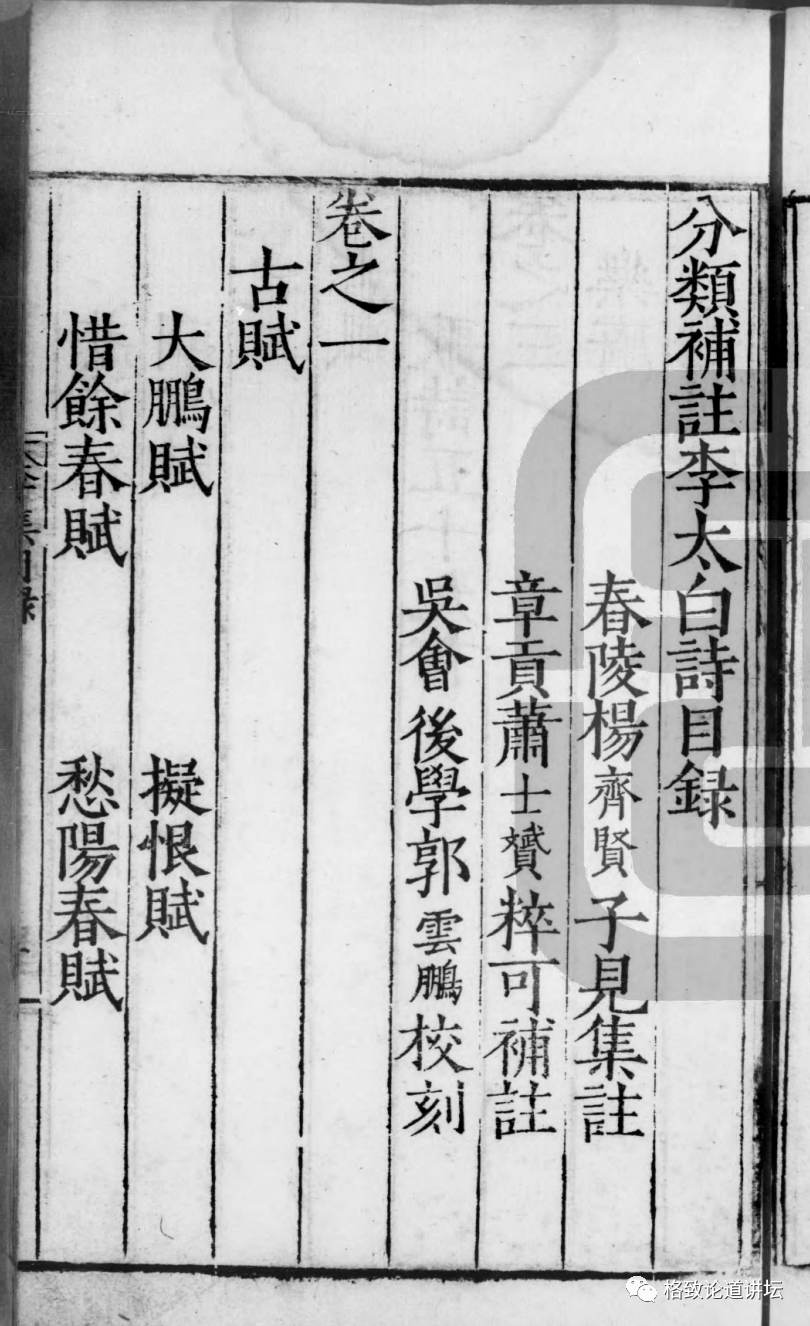 分類補註李太白詩目録
舂陵楊齊賢子見集註
章貢蕭士贇粹可補註
吳會後學郭雲鵬校刻
卷之一
古賦
大鵬賦 擬恨賦
惜餘春賦 愁陽春賦
格致论道讲坛